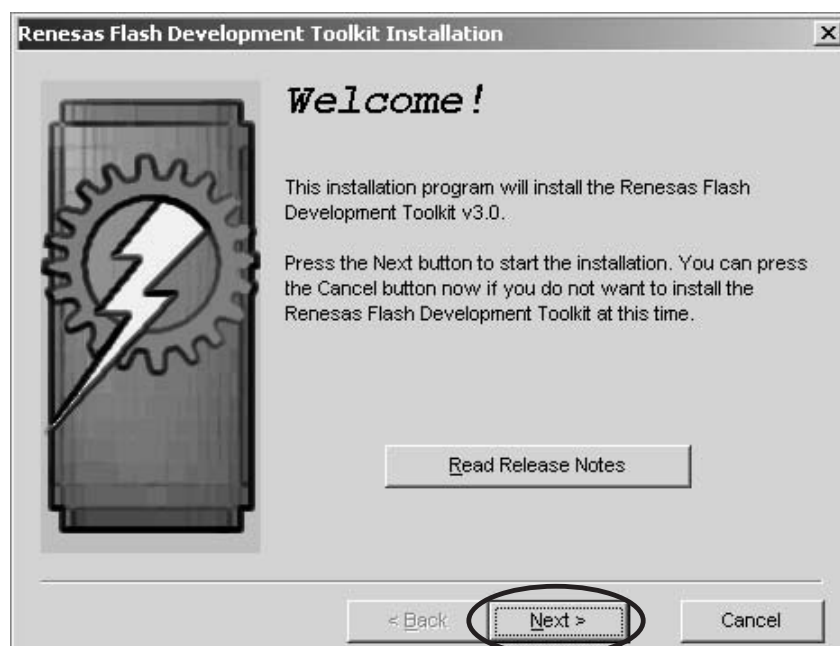 Renesas Flash Development Toolkit Installation
Welcome!
This installation program will install the Renesas Flash
Development Toolkit v3.0.
Press the Next button to start the installation. You can press
the Cancel button now if you do not want to install the
Renesas Flash Development Toolkit at this time.
Read Release Notes
< Back
Next >
Cancel